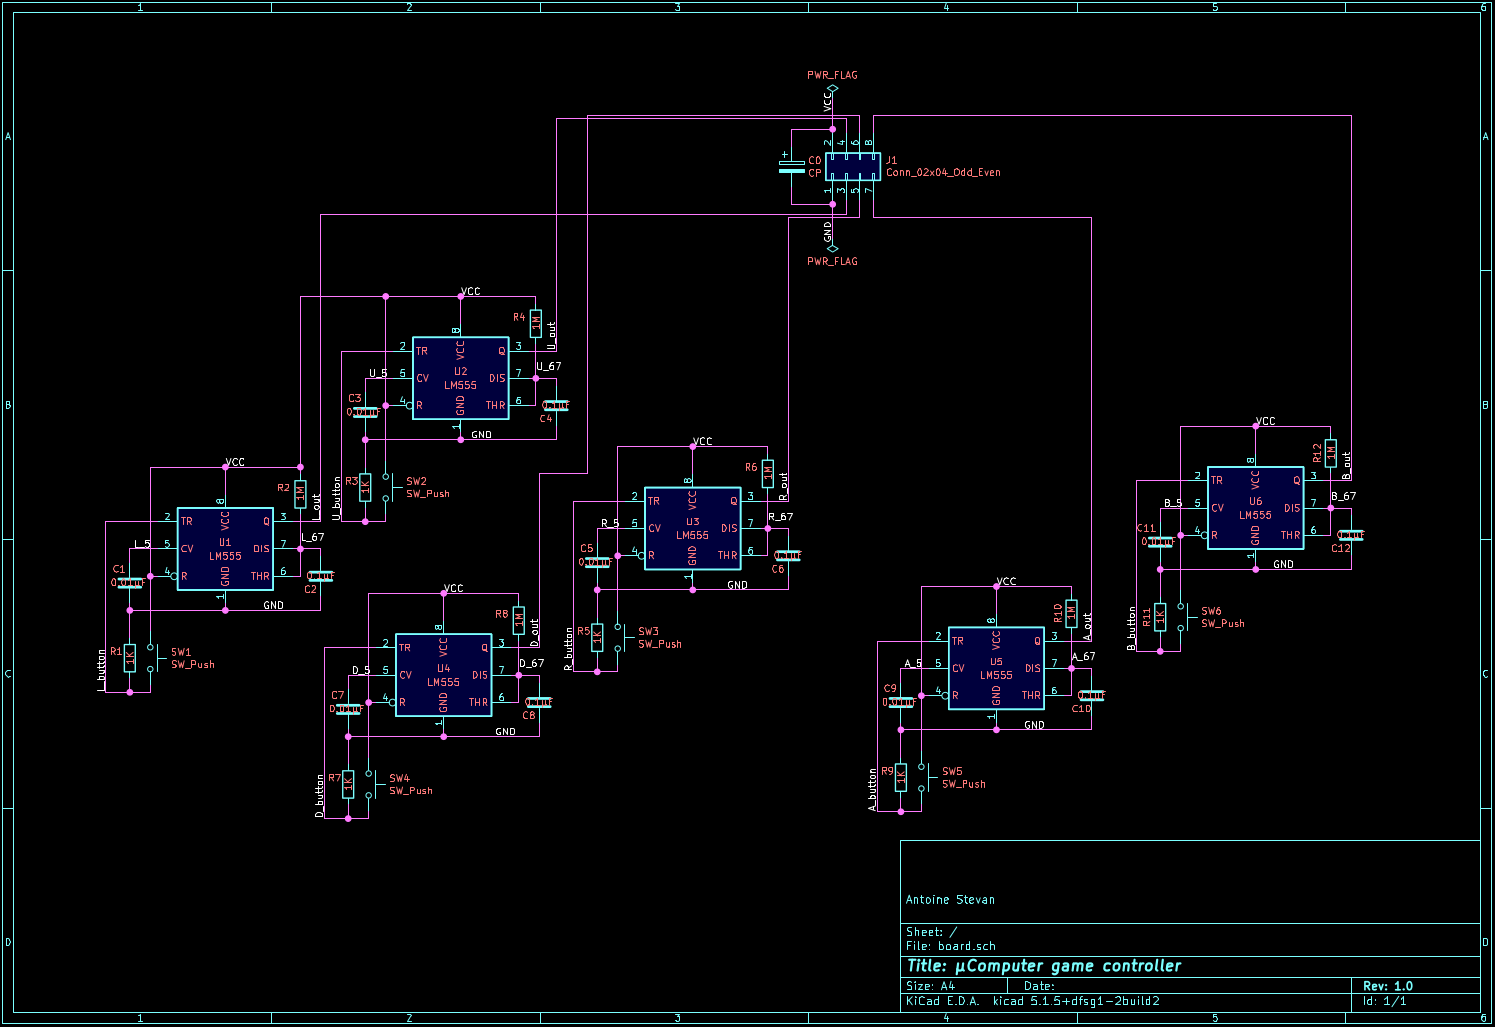 1 2 3 4 5 6
A A
B B
C C
D D
PWR_FLAG
VCC
2 4 6 8
+
C0
CP
J1
Conn_02x04_Odd_Even
1 3 5 7
GND
PWR_FLAG
VCC
R4
1M
U_out
8
2 TR VCC Q 3
U_67
U_5 5 CV U2 DIS 7
LM555
C3
0.01uF
4 R GND THR 6
0.1uF
C4
1
GND
R3
1K
U_button
SW2
SW_Push
VCC
R2
1M
L_out
8
2 TR VCC Q 3
L_67
L_5 5 CV U1 DIS 7
LM555
C1
0.01uF
4 R GND THR 6
0.1uF
C2
1
GND
R1
1K
L_button
SW1
SW_Push
VCC
R6
1M
R_out
8
2 TR VCC Q 3
R_67
R_5 5 CV U3 DIS 7
LM555
C5
0.01uF
4 R GND THR 6
0.1uF
C6
1
GND
R5
1K
R_button
SW3
SW_Push
VCC
R8
1M
D_out
8
2 TR VCC Q 3
D_67
D_5 5 CV U4 DIS 7
LM555
C7
0.01uF
4 R GND THR 6
0.1uF
C8
1
GND
R7
1K
D_button
SW4
SW_Push
VCC
R10
1M
A_out
8
2 TR VCC Q 3
A_67
A_5 5 CV U5 DIS 7
LM555
C9
0.01uF
4 R GND THR 6
0.1uF
C10
1
GND
R9
1K
A_button
SW5
SW_Push
VCC
R12
1M
B_out
8
2 TR VCC Q 3
B_67
B_5 5 CV U6 DIS 7
LM555
C11
0.01uF
4 R GND THR 6
0.1uF
C12
1
GND
R11
1K
B_button
SW6
SW_Push
Antoine Stevan
Sheet: /
File: board.sch
Title: µComputer game controller
Size: A4 Date: Rev: 1.0
KiCad E.D.A. kicad 5.1.5+dfsg1-2build2 Id: 1/1
1 2 3 4 5 6